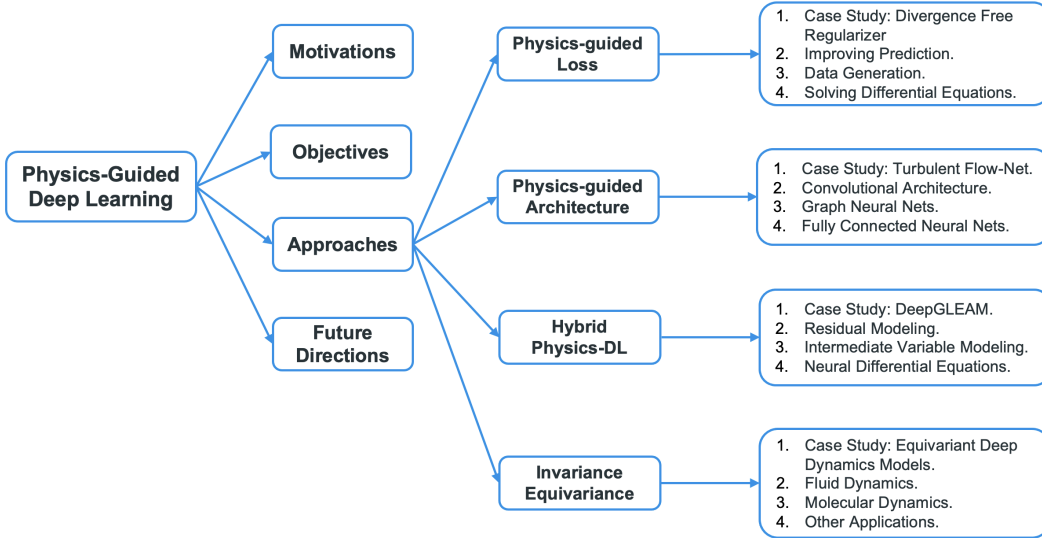 Physics-Guided
Deep Learning
Motivations
Objectives
Approaches
Future
Directions
Physics-guided
Loss
Physics-guided
Architecture
Hybrid
Physics-DL
Invariance
Equivariance
1. Case Study: Divergence Free
Regularizer
2. Improving Prediction.
3. Data Generation.
4. Solving Differential Equations.
1. Case Study: Turbulent Flow-Net.
2. Convolutional Architecture.
3. Graph Neural Nets.
4. Fully Connected Neural Nets.
1. Case Study: DeepGLEAM.
2. Residual Modeling.
3. Intermediate Variable Modeling.
4. Neural Differential Equations.
1. Case Study: Equivariant Deep
Dynamics Models.
2. Fluid Dynamics.
3. Molecular Dynamics.
4. Other Applications.